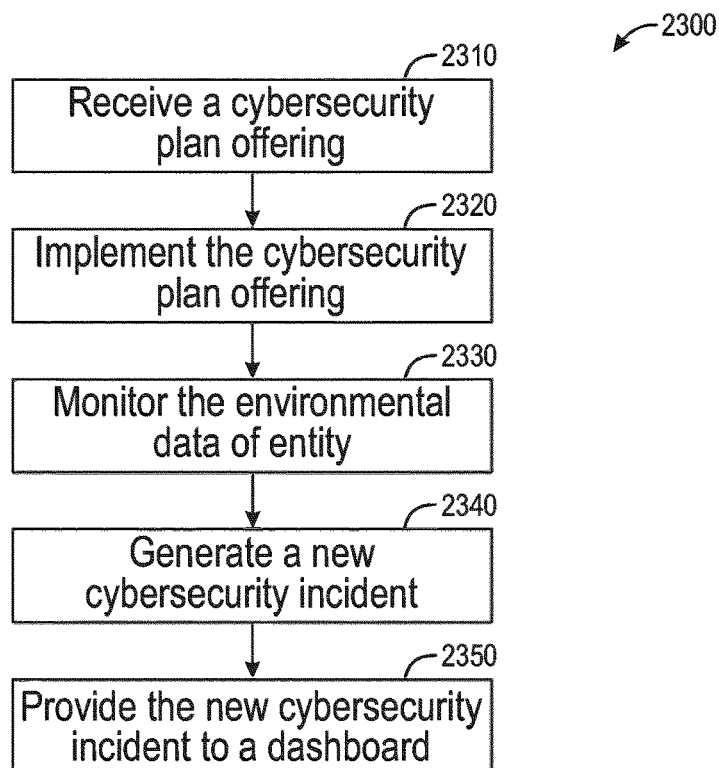 2300
2310
Receive a cybersecurity
plan offering
2320
Implement the cybersecurity
plan offering
2330
Monitor the environmental
data of entity
2340
Generate a new
cybersecurity incident
2350
Provide the new cybersecurity
incident to a dashboard